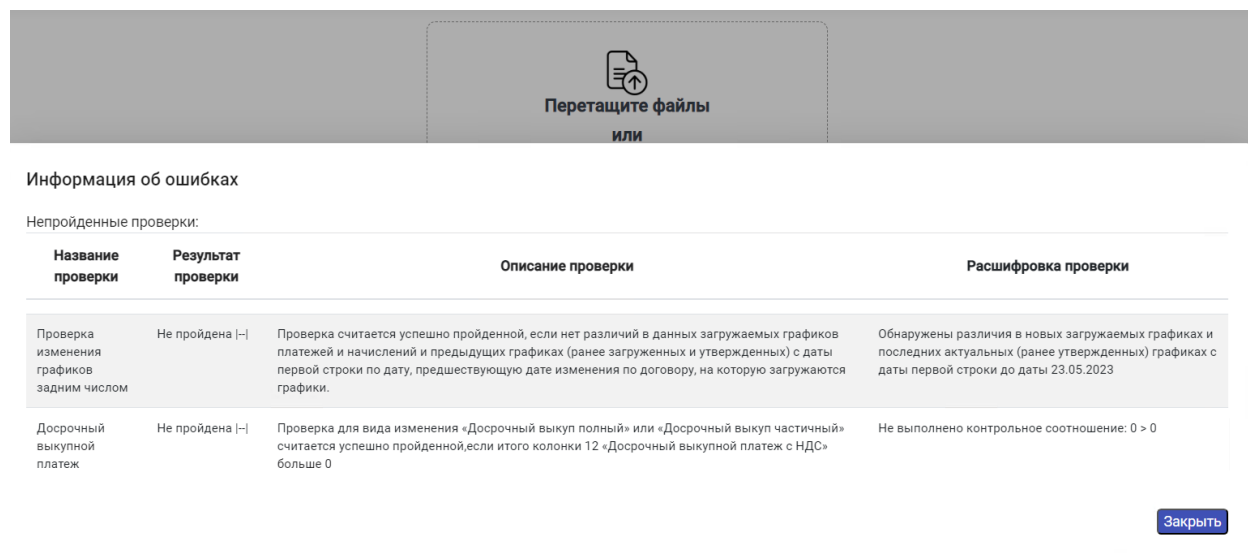 Перетащите файлы
или
Информация об ошибках
Непройденные проверки:
Название
проверки
Результат
проверки
Описание проверки
Расшифровка проверки
Проверка
изменения
графиков
задним числом
Не пройдена |--|
Проверка считается успешно пройденной, если нет различий в данных загружаемых графиков
платежей и начислений и предыдущих графиках (ранее загруженных и утвержденных) с даты
первой строки по дату, предшествующую дате изменения по договору, на которую загружаются
графики.
Обнаружены различия в новых загружаемых графиках и
последних актуальных (ранее утвержденных) графиках с
даты первой строки до даты 23.05.2023
Досрочный
выкупной
платеж
Не пройдена |--|
Проверка для вида изменения «Досрочный выкуп полный» или «Досрочный выкуп частичный»
считается успешно пройденной,если итого колонки 12 «Досрочный выкупной платеж с НДС»
больше 0
Не выполнено контрольное соотношение: 0 > 0
Закрыть